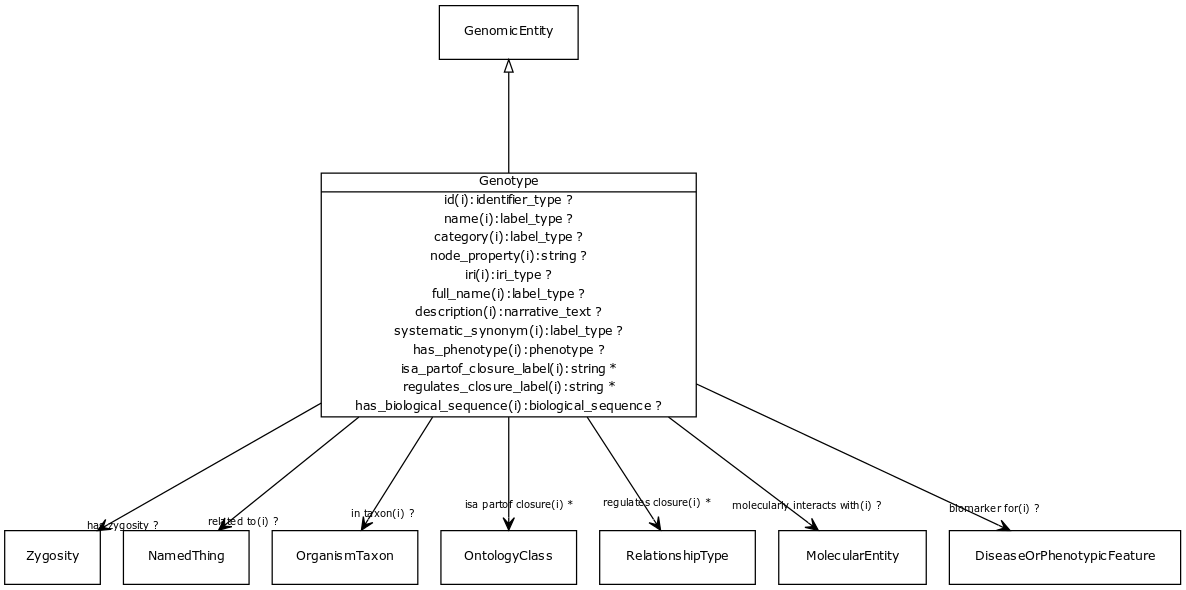 GenomicEntity
Genotype
id(i):identifier_type ?
name(i):label_type ?
category(i):label_type ?
node_property(i):string ?
iri(i):iri_type ?
full_name(i):label_type ?
description(i):narrative_text ?
systematic_synonym(i):label_type ?
has_phenotype(i):phenotype ?
isa_partof_closure_label(i):string *
regulates_closure_label(i):string *
has_biological_sequence(i):biological_sequence ?
has zygosity ?
related to(i) ?
in taxon(i) ?
isa partof closure(i) *
regulates closure(i) *
molecularly interacts with(i) ?
biomarker for(i) ?
Zygosity
NamedThing
OrganismTaxon
OntologyClass
RelationshipType
MolecularEntity
DiseaseOrPhenotypicFeature